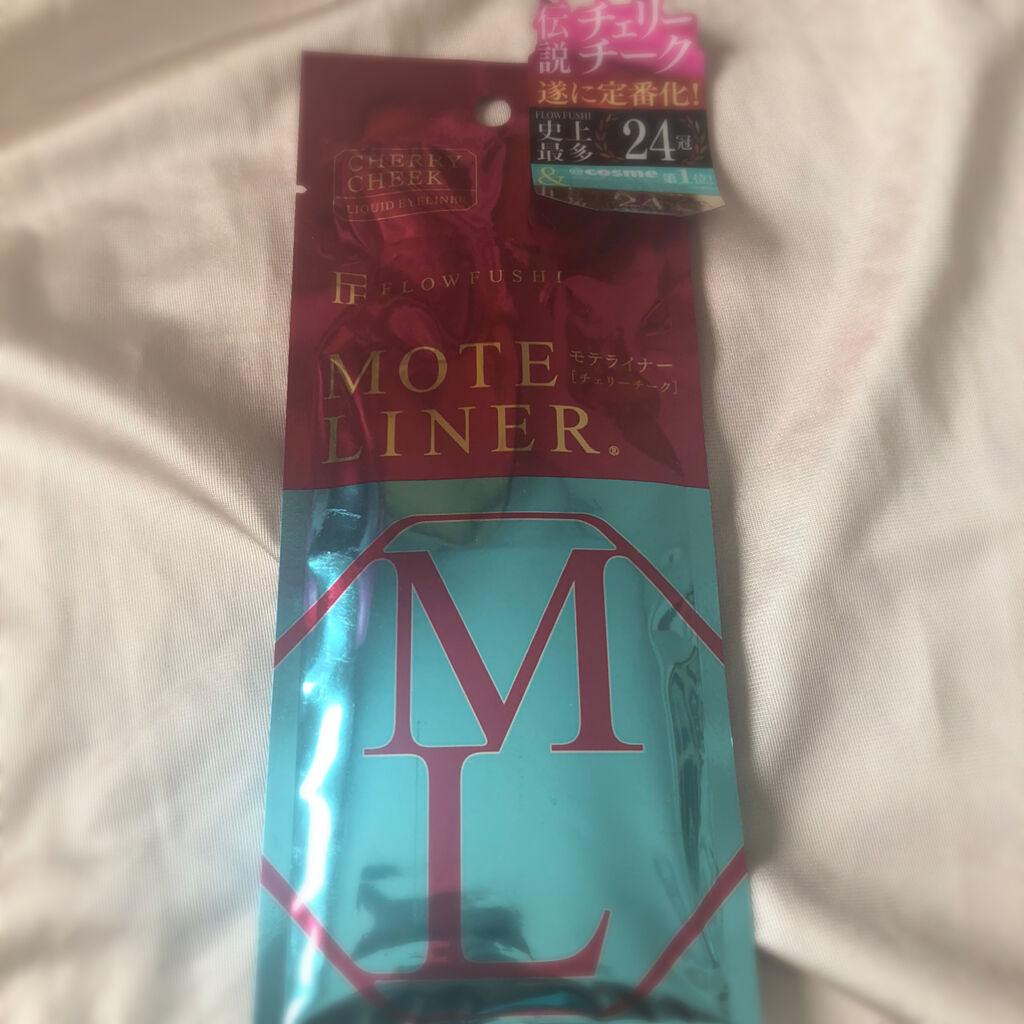 伝説 チェリーチーク
遂に定番化!
FLOWFUSHI
史上最多 24冠
& @cosme 第1位!
CHERRY
CHEEK
LIQUID EYELINER
FF FLOWFUSHI
MOTE モテライナー
[チェリーチーク]
LINER®
M
L